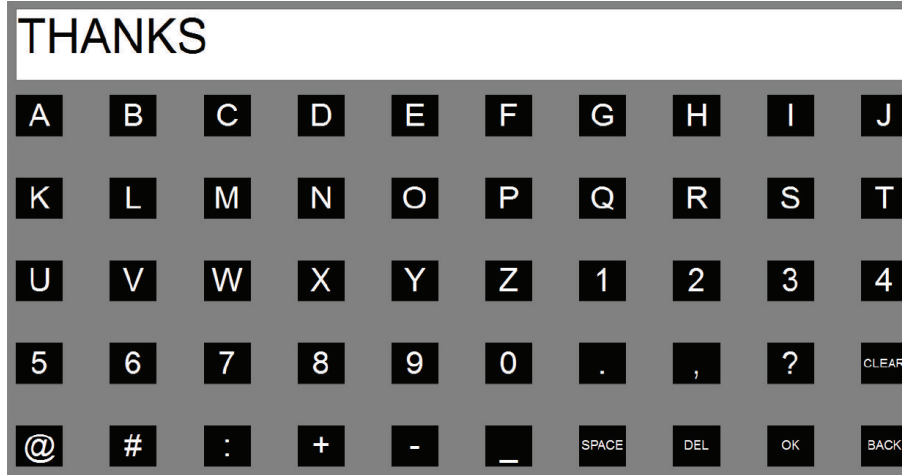 THANKS
A B C D E F G H I J
K L M N O P Q R S T
U V W X Y Z 1 2 3 4
5 6 7 8 9 0 . , ? CLEAR
@ # : + - _ SPACE DEL OK BACK